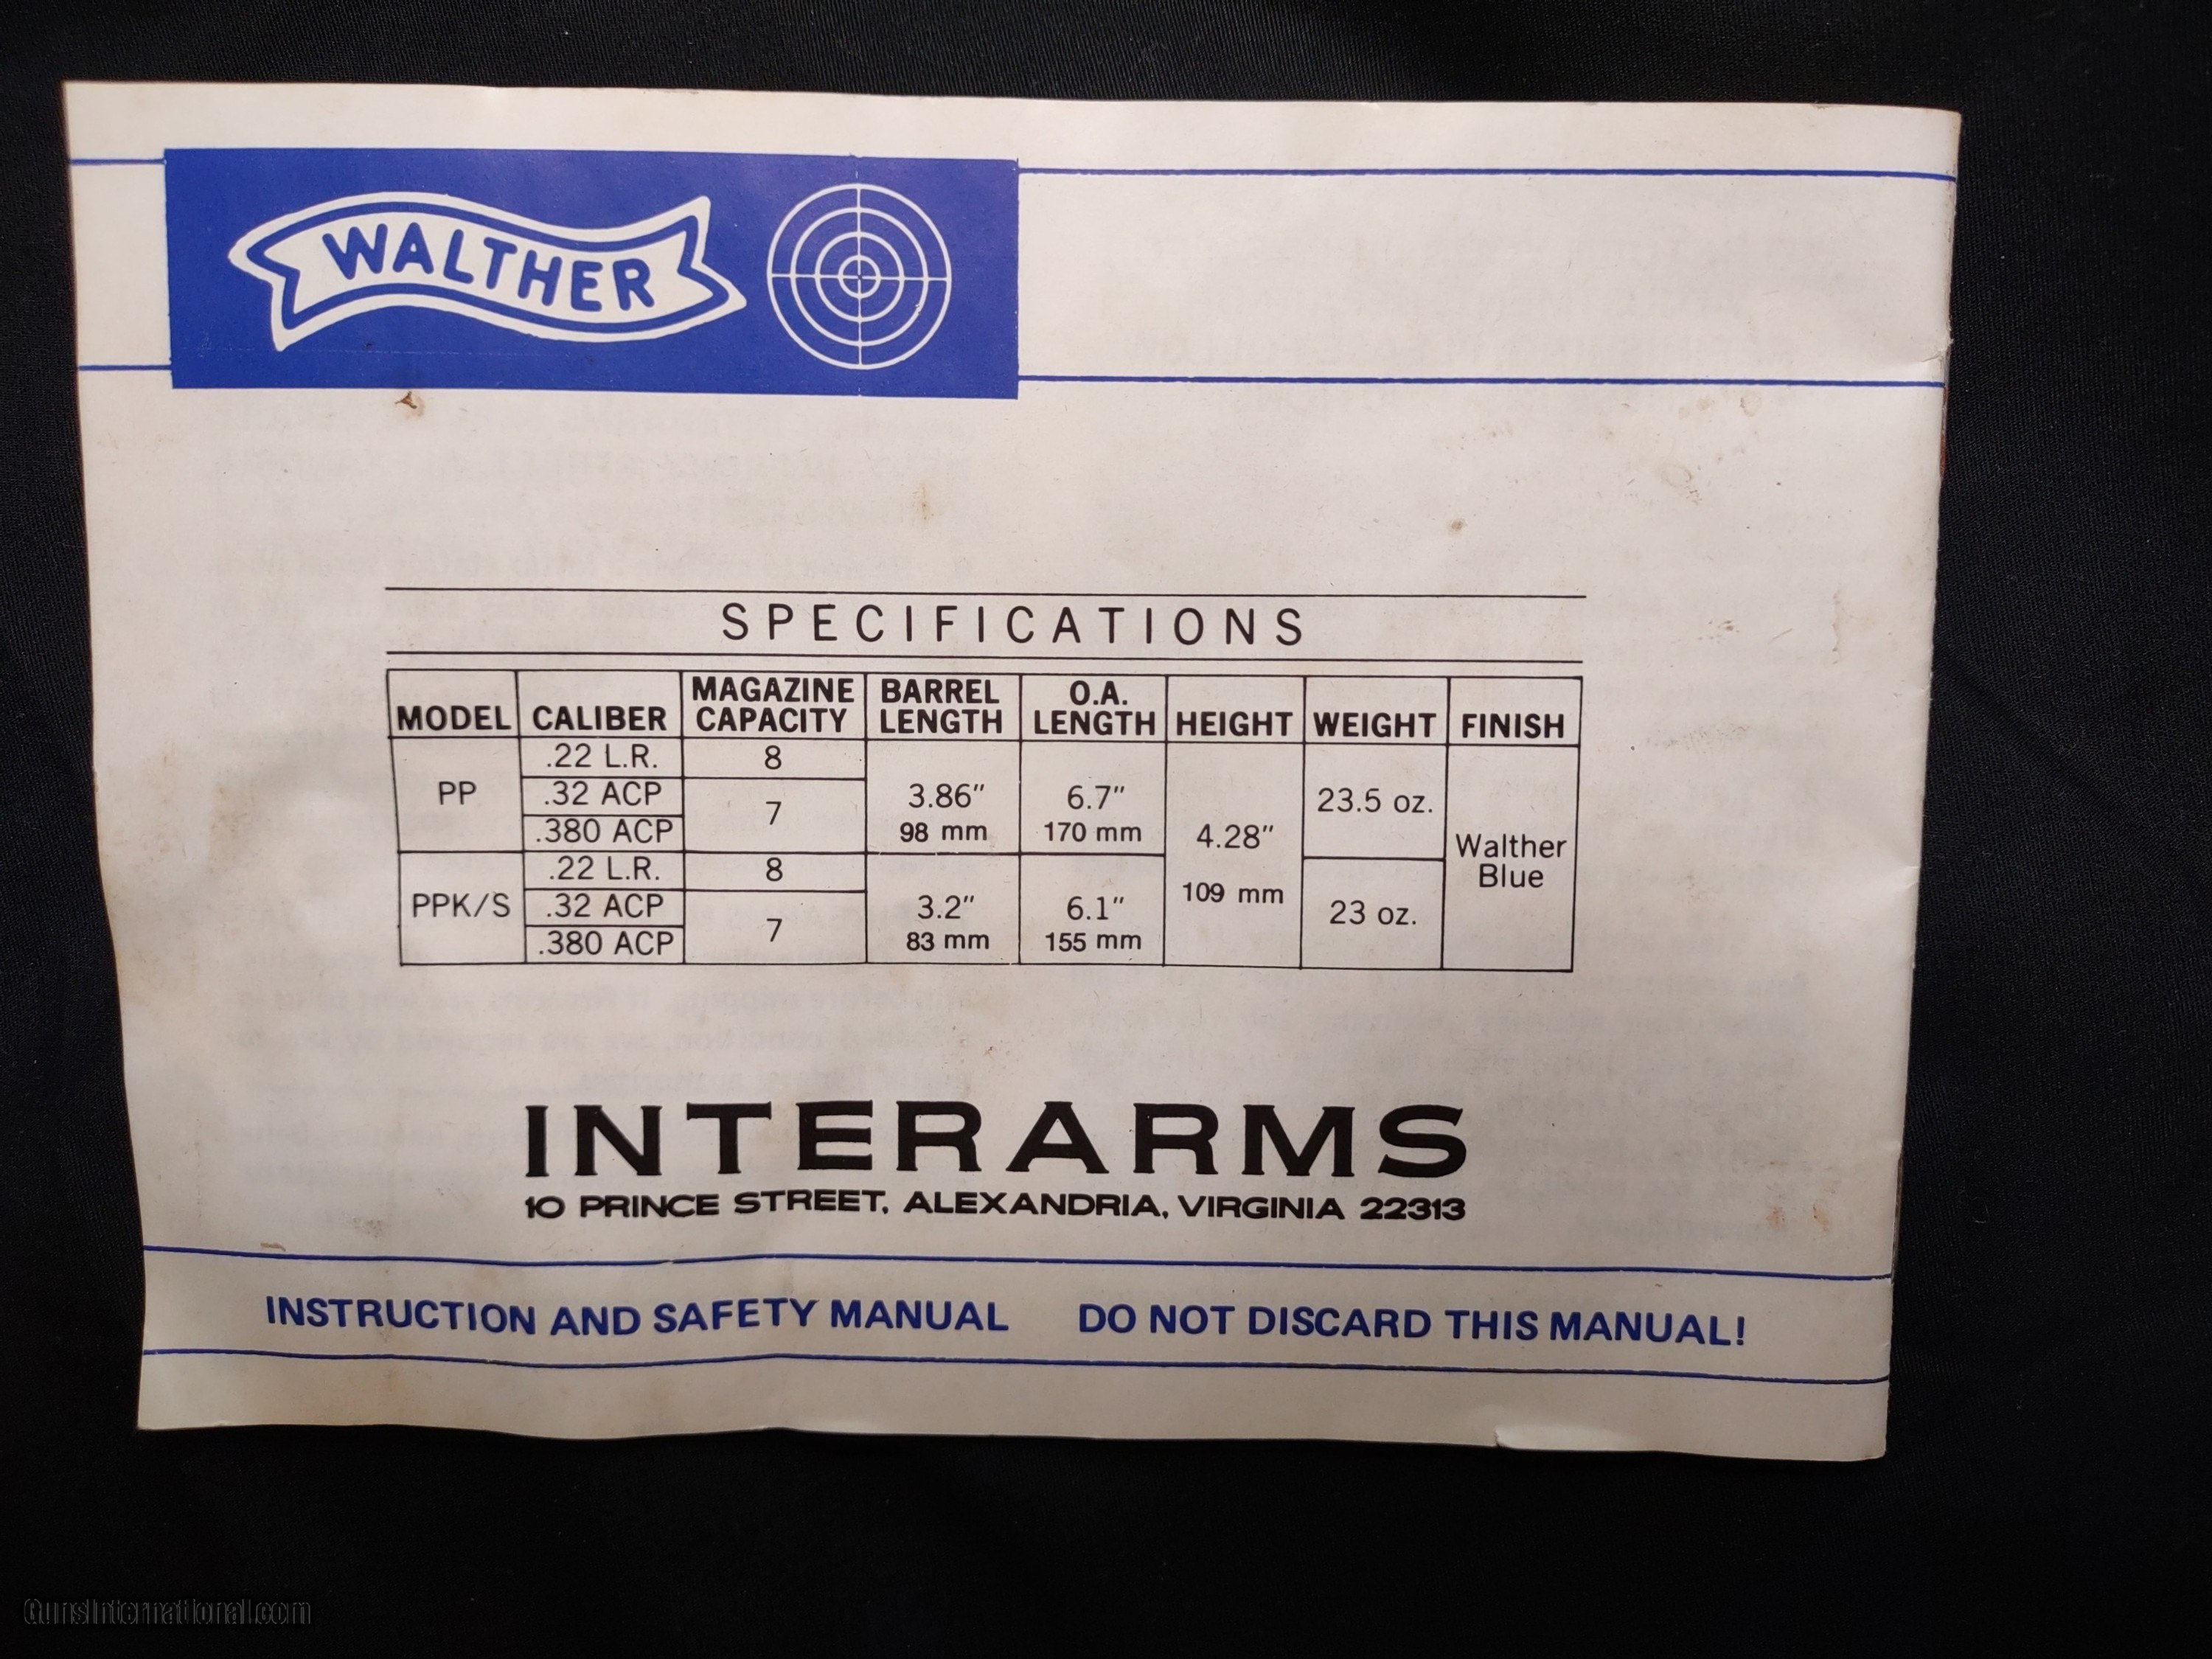 WALTHER
SPECIFICATIONS
MODEL CALIBER MAGAZINE CAPACITY BARREL LENGTH O.A. LENGTH HEIGHT WEIGHT FINISH
PP .22 L.R. 8 3.86" 98 mm 6.7" 170 mm 4.28" 109 mm 23.5 oz. Walther Blue
.32 ACP 7
.380 ACP
PPK/S .22 L.R. 8 3.2" 83 mm 6.1" 155 mm 23 oz.
.32 ACP 7
.380 ACP
INTERARMS
10 PRINCE STREET, ALEXANDRIA, VIRGINIA 22313
INSTRUCTION AND SAFETY MANUAL DO NOT DISCARD THIS MANUAL!
GunsInternational.com